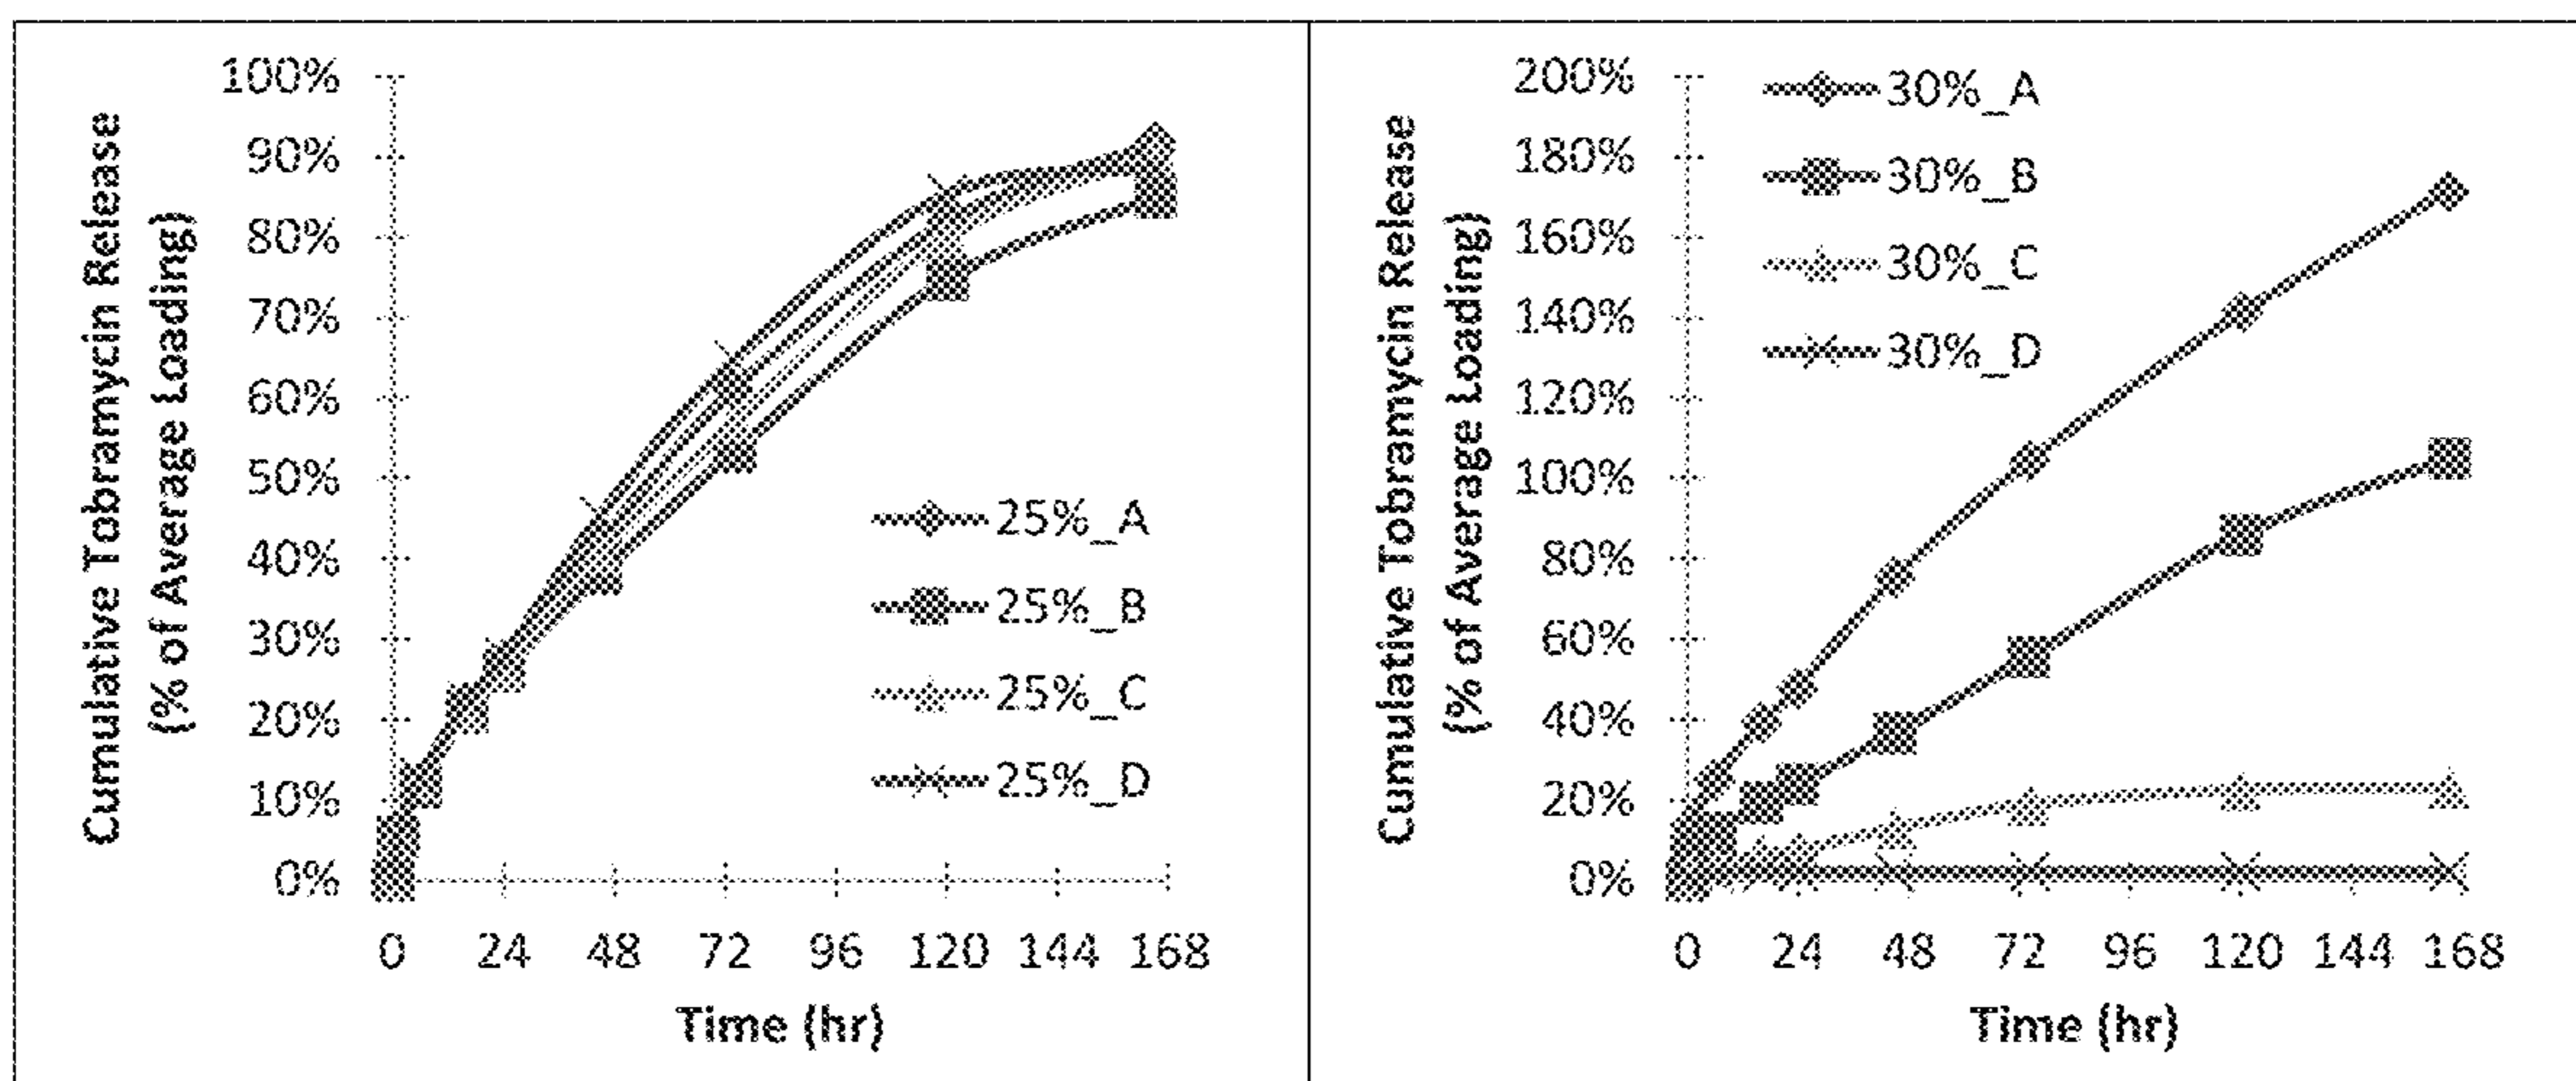 Cumulative Tobramycin Release
(% of Average Loading)
100%
90%
80%
70%
60%
50%
40%
30%
20%
10%
0%
25%_A
25%_B
25%_C
25%_D
0 24 48 72 96 120 144 168
Time (hr)
Cumulative Tobramycin Release
(% of Average Loading)
200%
180%
160%
140%
120%
100%
80%
60%
40%
20%
0%
30%_A
30%_B
30%_C
30%_D
0 24 48 72 96 120 144 168
Time (hr)